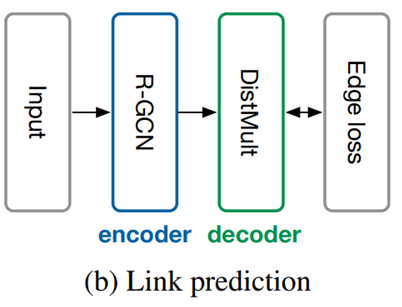 Input
R-GCN
DistMult
Edge loss
encoder decoder
(b) Link prediction